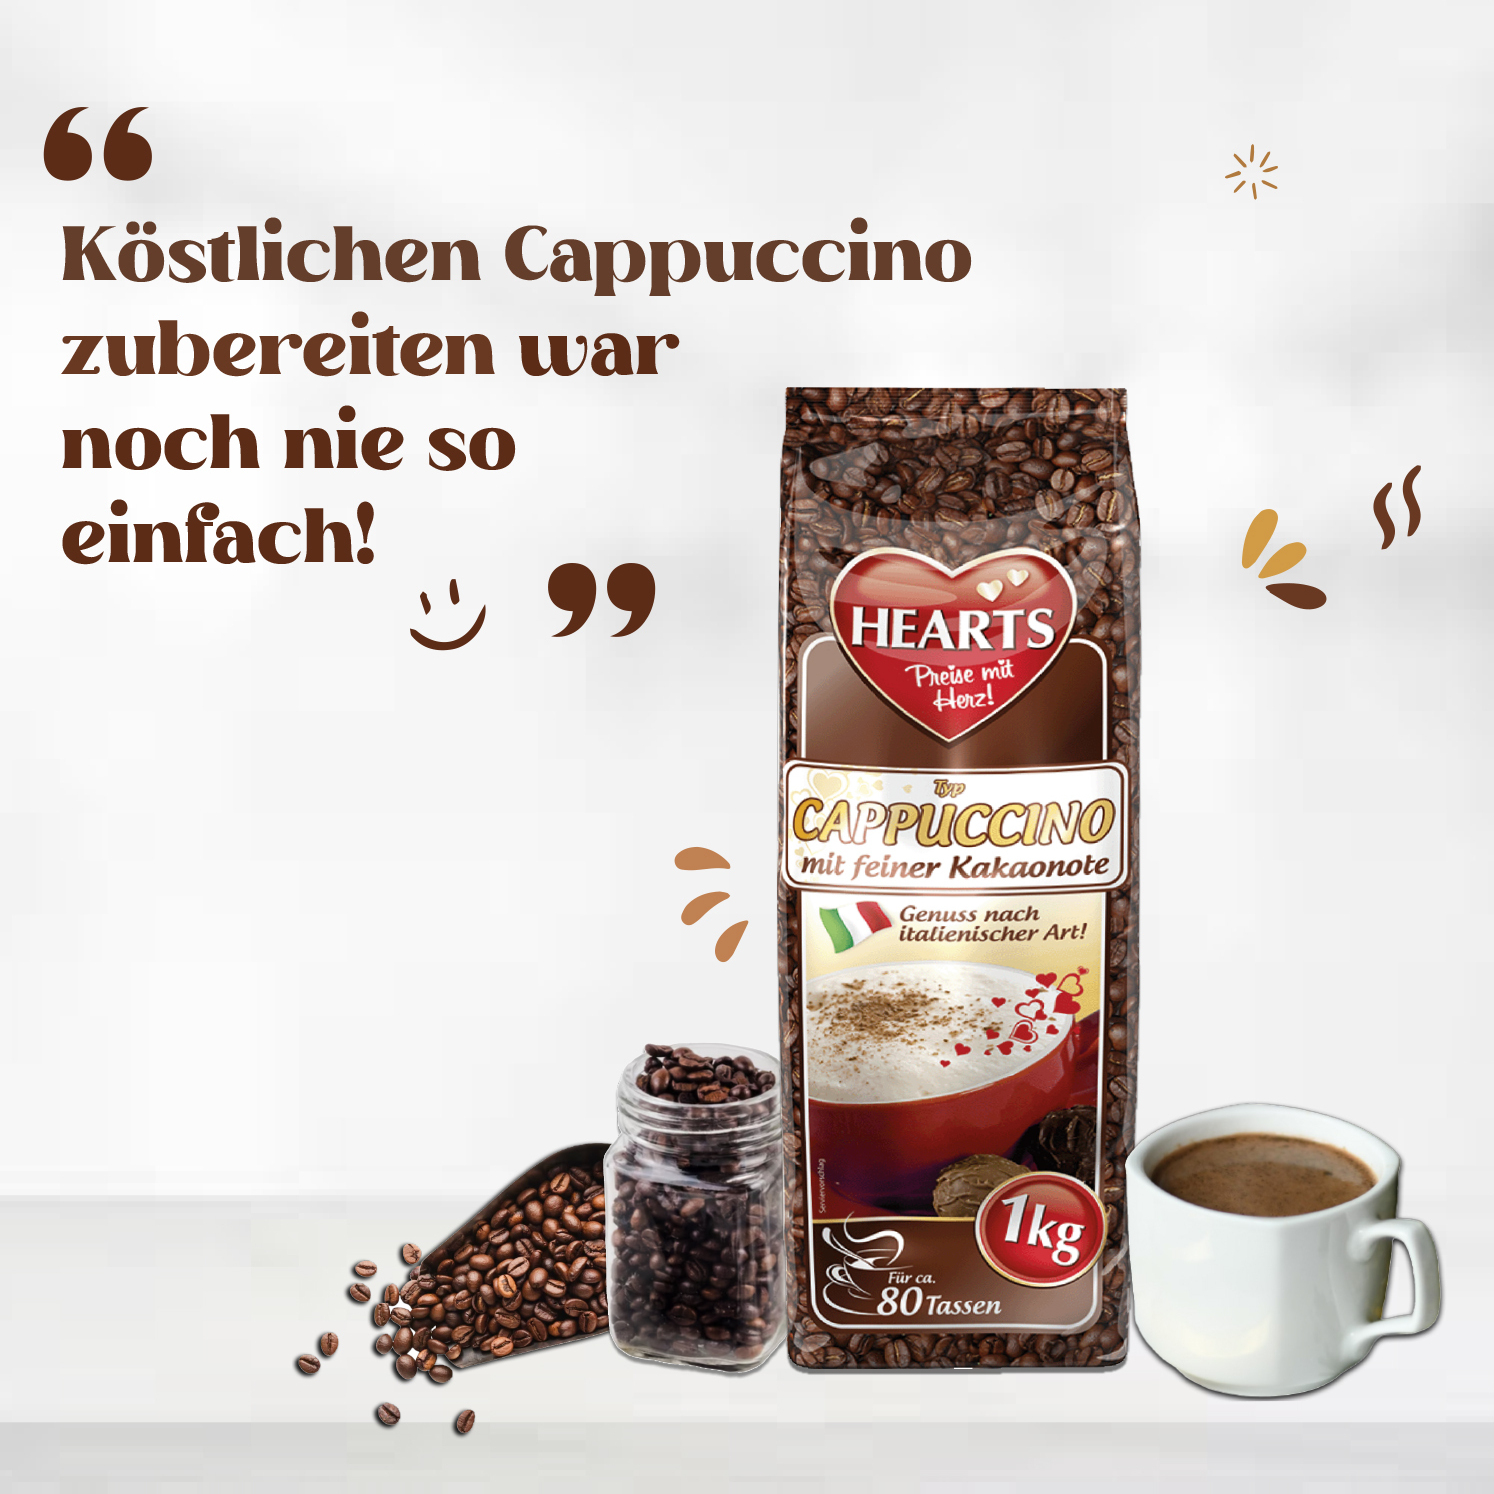 Köstlichen Cappuccino
zubereiten war
noch nie so
einfach!
HEARTS
Preise mit
Herz!
Typ
CAPPUCCINO
mit feiner Kakaonote
Genuss nach
italienischer Art!
Serviervorschlag
1kg
Für ca.
80 Tassen